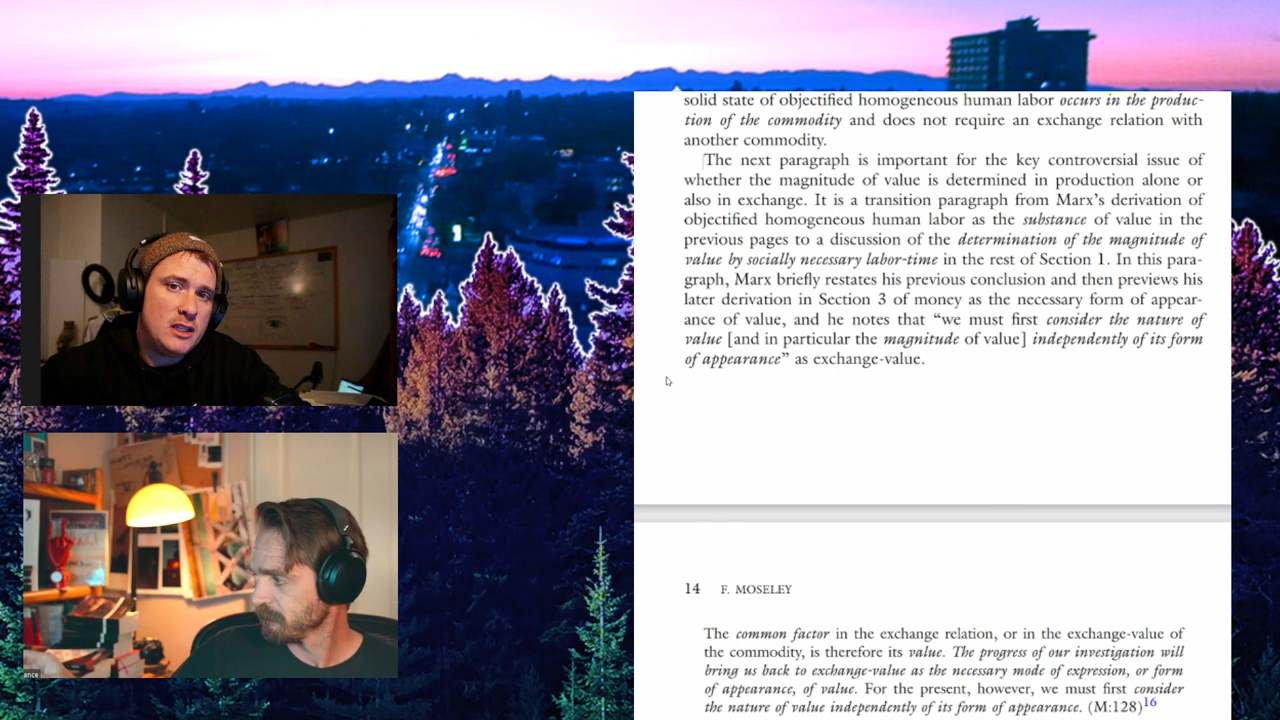 solid state of objectified homogeneous human labor occurs in the produc-
tion of the commodity and does not require an exchange relation with
another commodity.
The next paragraph is important for the key controversial issue of
whether the magnitude of value is determined in production alone or
also in exchange. It is a transition paragraph from Marx's derivation of
objectified homogeneous human labor as the substance of value in the
previous pages to a discussion of the determination of the magnitude of
value by socially necessary labor-time in the rest of Section 1. In this para-
graph, Marx briefly restates his previous conclusion and then previews his
later derivation in Section 3 of money as the necessary form of appear-
ance of value, and he notes that “we must first consider the nature of
value [and in particular the magnitude of value] independently of its form
of appearance” as exchange-value.
14 F. MOSELEY
The common factor in the exchange relation, or in the exchange-value of
the commodity, is therefore its value. The progress of our investigation will
bring us back to exchange-value as the necessary mode of expression, or form
of appearance, of value. For the present, however, we must first consider
the nature of value independently of its form of appearance. (M:128)16
ance